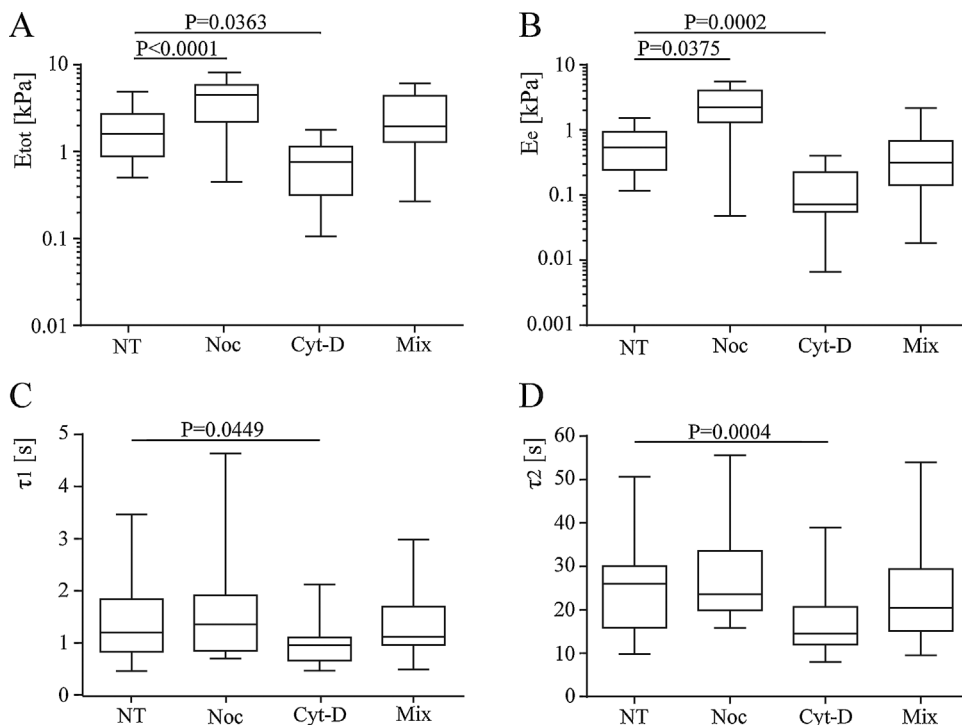 A
P=0.0363
P<0.0001
Etot [kPa]
10
1
0.1
0.01
NT
Noc
Cyt-D
Mix
B
P=0.0002
P=0.0375
Ee [kPa]
10
1
0.1
0.01
0.001
NT
Noc
Cyt-D
Mix
C
P=0.0449
τ1 [s]
5
4
3
2
1
0
NT
Noc
Cyt-D
Mix
D
P=0.0004
τ2 [s]
60
50
40
30
20
10
0
NT
Noc
Cyt-D
Mix